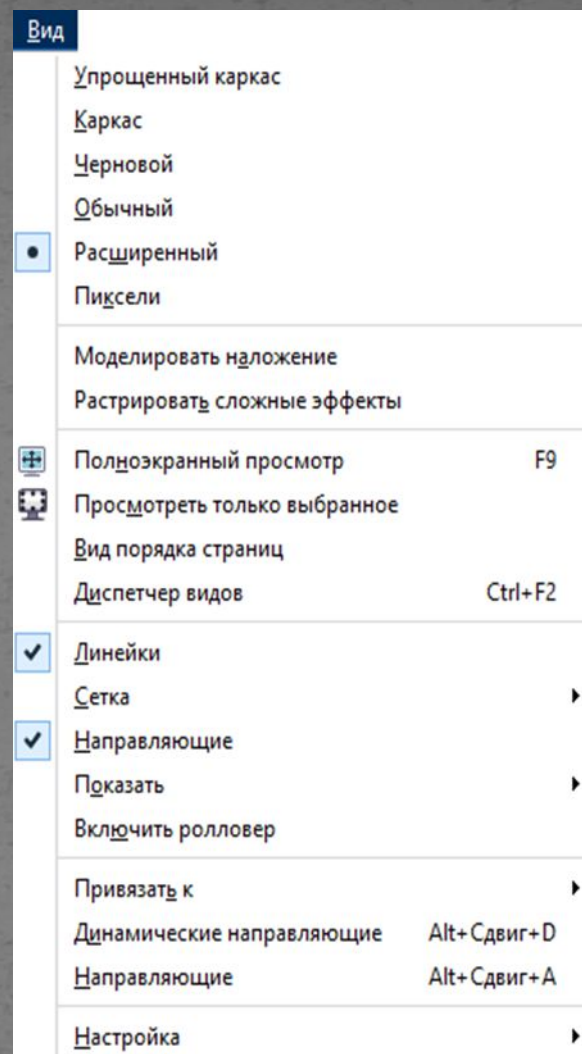 Вид
Упрощенный каркас
Каркас
Черновой
Обычный
Расширенный
Пиксели
Моделировать наложение
Растрировать сложные эффекты
Полноэкранный просмотр F9
Просмотреть только выбранное
Вид порядка страниц
Диспетчер видов Ctrl+F2
Линейки
Сетка
Направляющие
Показать
Включить ролловер
Привязать к
Динамические направляющие Alt+Сдвиг+D
Направляющие Alt+Сдвиг+A
Настройка